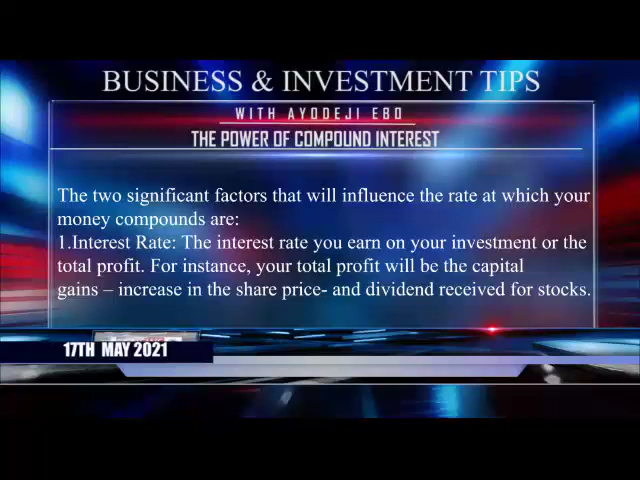 BUSINESS & INVESTMENT TIPS
WITH AYODEJI EBO
THE POWER OF COMPOUND INTEREST
The two significant factors that will influence the rate at which your
money compounds are:
1.Interest Rate: The interest rate you earn on your investment or the
total profit. For instance, your total profit will be the capital
gains – increase in the share price- and dividend received for stocks.
17TH MAY 2021